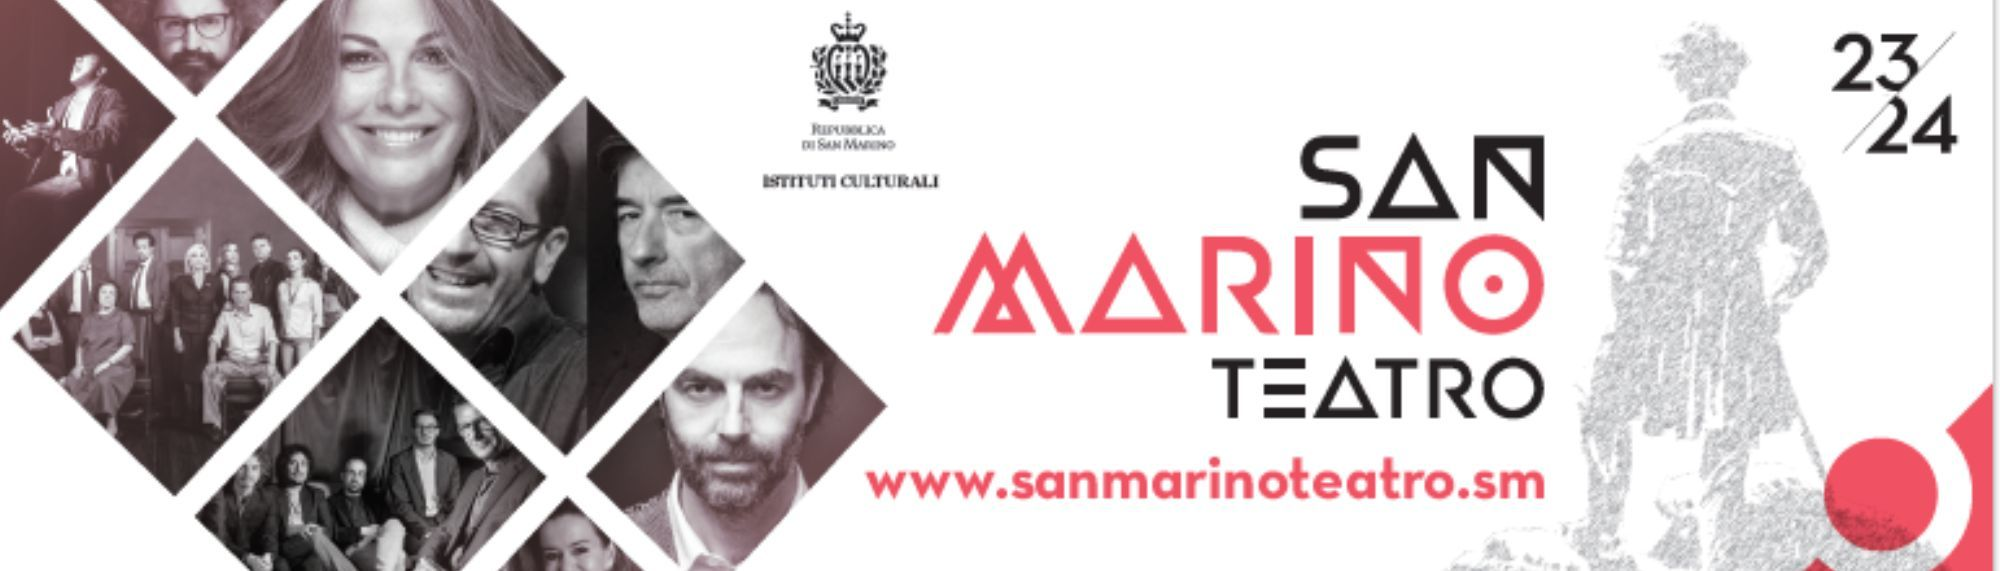 REPUBBLICA
DI SAN MARINO
ISTITUTI CULTURALI
SAN
MARINO
TEATRO
www.sanmarinoteatro.sm
23/
/24